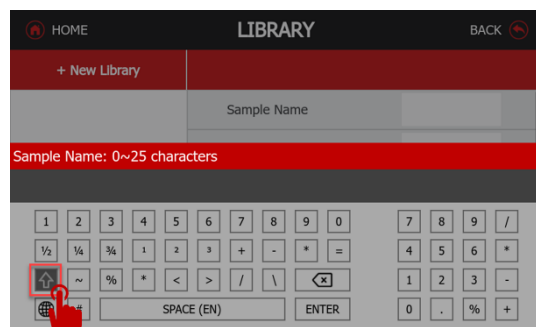 HOME LIBRARY BACK
+ New Library
Sample Name
Sample Name: 0~25 characters
1 2 3 4 5 6 7 8 9 0 7 8 9 /
½ ¼ ¾ ¹ ² ³ + - * = 4 5 6 *
~ % * < > / \ 1 2 3 -
SPACE (EN) ENTER 0 . % +